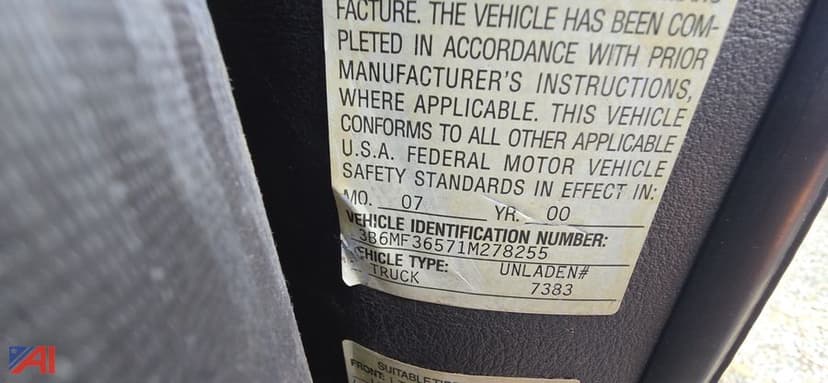 FACTURE. THE VEHICLE HAS BEEN COM-
PLETED IN ACCORDANCE WITH PRIOR
MANUFACTURER'S INSTRUCTIONS,
WHERE APPLICABLE. THIS VEHICLE
CONFORMS TO ALL OTHER APPLICABLE
U.S.A. FEDERAL MOTOR VEHICLE
SAFETY STANDARDS IN EFFECT IN:
MO. 07 YR. 00
VEHICLE IDENTIFICATION NUMBER:
3B6MF36571M278255
VEHICLE TYPE: UNLADEN#
TRUCK 7383
FRONT:
AI